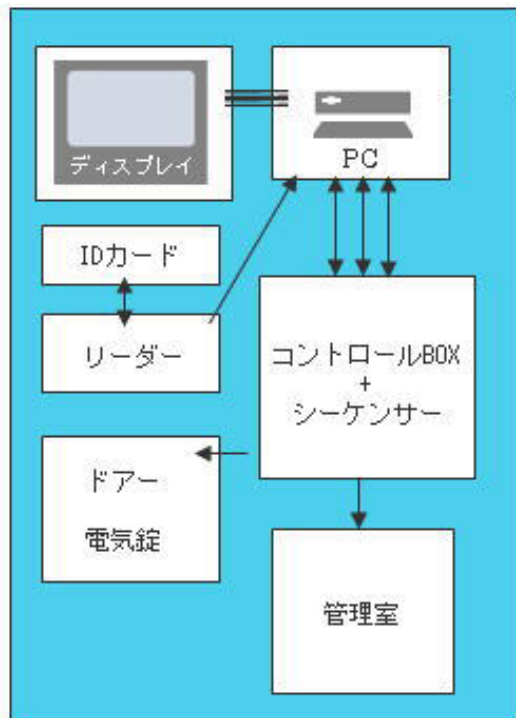 ディスプレイ
PC
IDカード
リーダー
コントロールBOX
+
シーケンサー
ドアー
電気錠
管理室